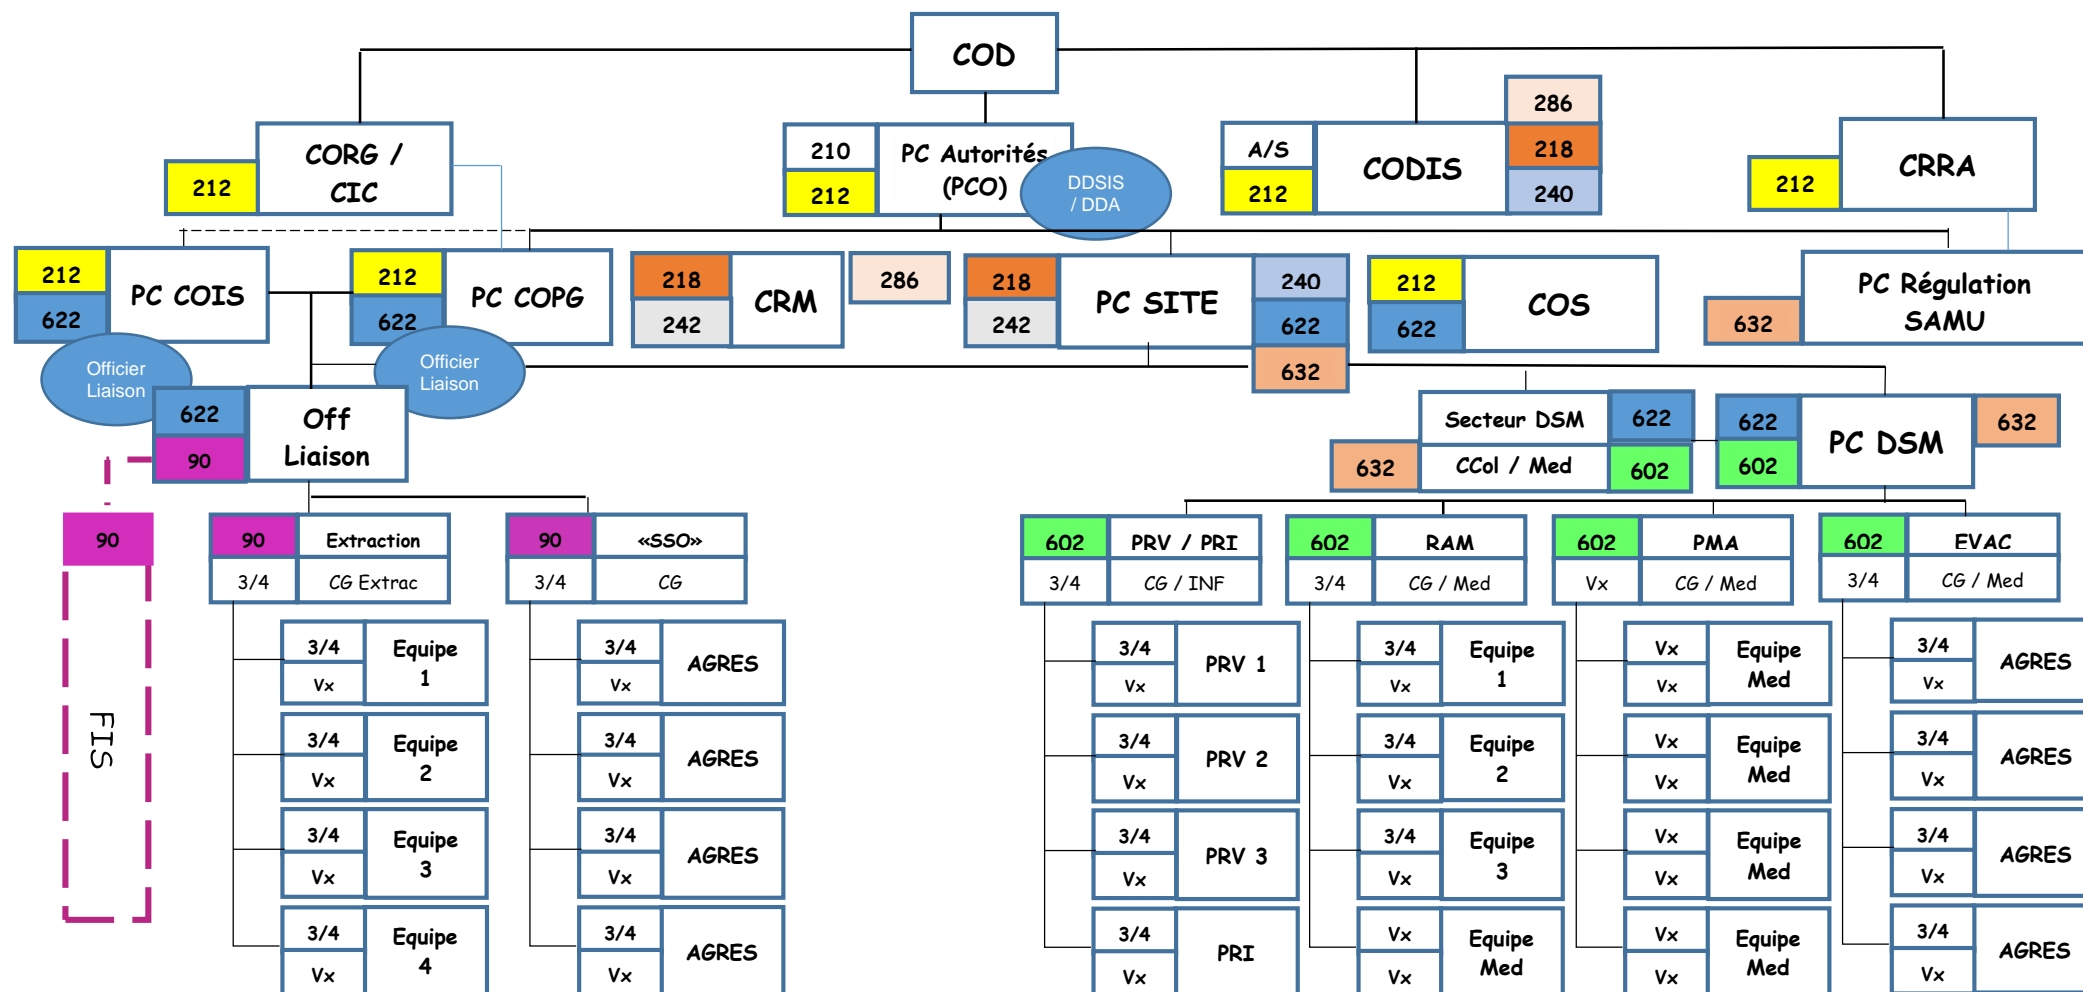 COD
286
CORG /
CIC
212
210
212
PC Autorités
(PCO)
DDSIS
/ DDA
A/S
212
CODIS
218
240
212
CRRA
212
622
PC COIS
212
622
PC COPG
218
242
CRM
286
218
242
PC SITE
240
622
632
212
622
COS
632
PC Régulation
SAMU
Officier
Liaison
Officier
Liaison
622
90
Off
Liaison
632
Secteur DSM
CCol / Med
622
602
622
602
PC DSM
632
90
FIS
90
Extraction
3/4
CG Extrac
90
«SSO»
3/4
CG
602
PRV / PRI
3/4
CG / INF
602
RAM
3/4
CG / Med
602
PMA
Vx
CG / Med
602
EVAC
3/4
CG / Med
3/4
Vx
Equipe
1
3/4
Vx
AGRES
3/4
Vx
PRV 1
3/4
Vx
Equipe
1
Vx
Vx
Equipe
Med
3/4
Vx
AGRES
3/4
Vx
Equipe
2
3/4
Vx
AGRES
3/4
Vx
PRV 2
3/4
Vx
Equipe
2
Vx
Vx
Equipe
Med
3/4
Vx
AGRES
3/4
Vx
Equipe
3
3/4
Vx
AGRES
3/4
Vx
PRV 3
3/4
Vx
Equipe
3
Vx
Vx
Equipe
Med
3/4
Vx
AGRES
3/4
Vx
Equipe
4
3/4
Vx
AGRES
3/4
Vx
PRI
Vx
Vx
Equipe
Med
Vx
Vx
Equipe
Med
3/4
Vx
AGRES